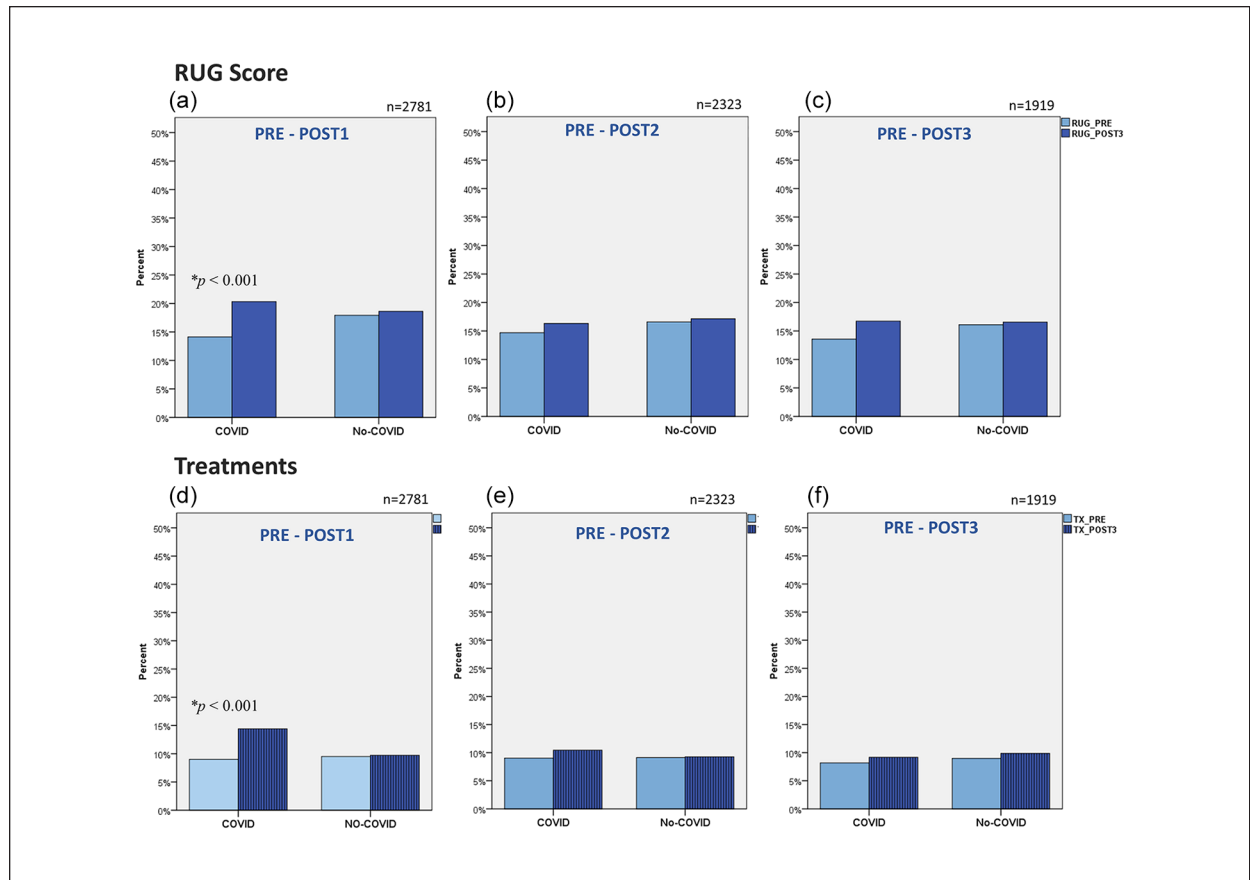 RUG Score
(a)
n=2781
PRE - POST1
50%
45%
40%
35%
30%
25%
20%
15%
10%
5%
0%
Percent
*p < 0.001
COVID
No-COVID
(b)
n=2323
PRE - POST2
50%
45%
40%
35%
30%
25%
20%
15%
10%
5%
0%
Percent
COVID
No-COVID
(c)
n=1919
PRE - POST3
50%
45%
40%
35%
30%
25%
20%
15%
10%
5%
0%
Percent
COVID
No-COVID
RUG_PRE
RUG_POST3
Treatments
(d)
n=2781
PRE - POST1
50%
45%
40%
35%
30%
25%
20%
15%
10%
5%
0%
Percent
*p < 0.001
COVID
NO-COVID
(e)
n=2323
PRE - POST2
50%
45%
40%
35%
30%
25%
20%
15%
10%
5%
0%
Percent
COVID
No-COVID
(f)
n=1919
PRE - POST3
50%
45%
40%
35%
30%
25%
20%
15%
10%
5%
0%
Percent
COVID
No-COVID
TX_PRE
TX_POST3